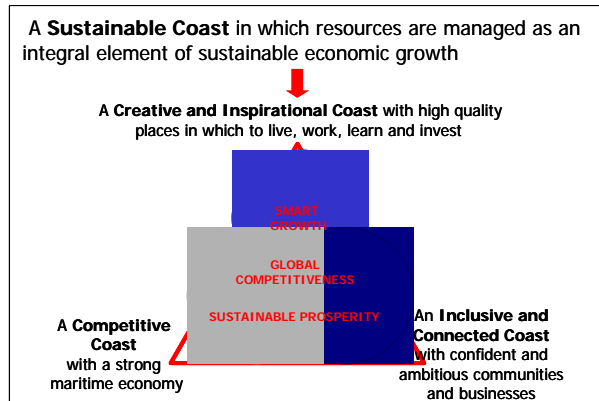 A Sustainable Coast in which resources are managed as an
integral element of sustainable economic growth
A Creative and Inspirational Coast with high quality
places in which to live, work, learn and invest
SMART
GROWTH
GLOBAL
COMPETITIVENESS
SUSTAINABLE PROSPERITY
A Competitive
Coast
with a strong
maritime economy
An Inclusive and
Connected Coast
with confident and
ambitious communities
and businesses